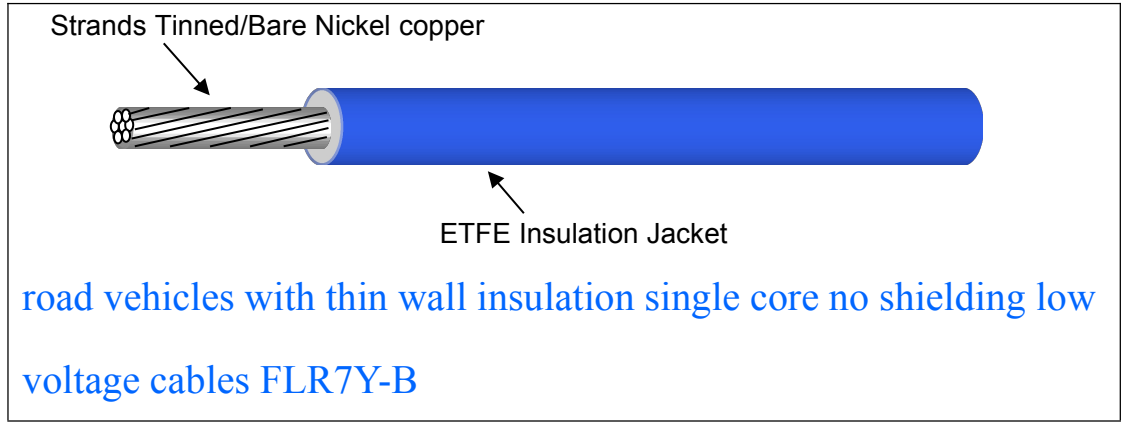 Strands Tinned/Bare Nickel copper
ETFE Insulation Jacket
road vehicles with thin wall insulation single core no shielding low
voltage cables FLR7Y-B